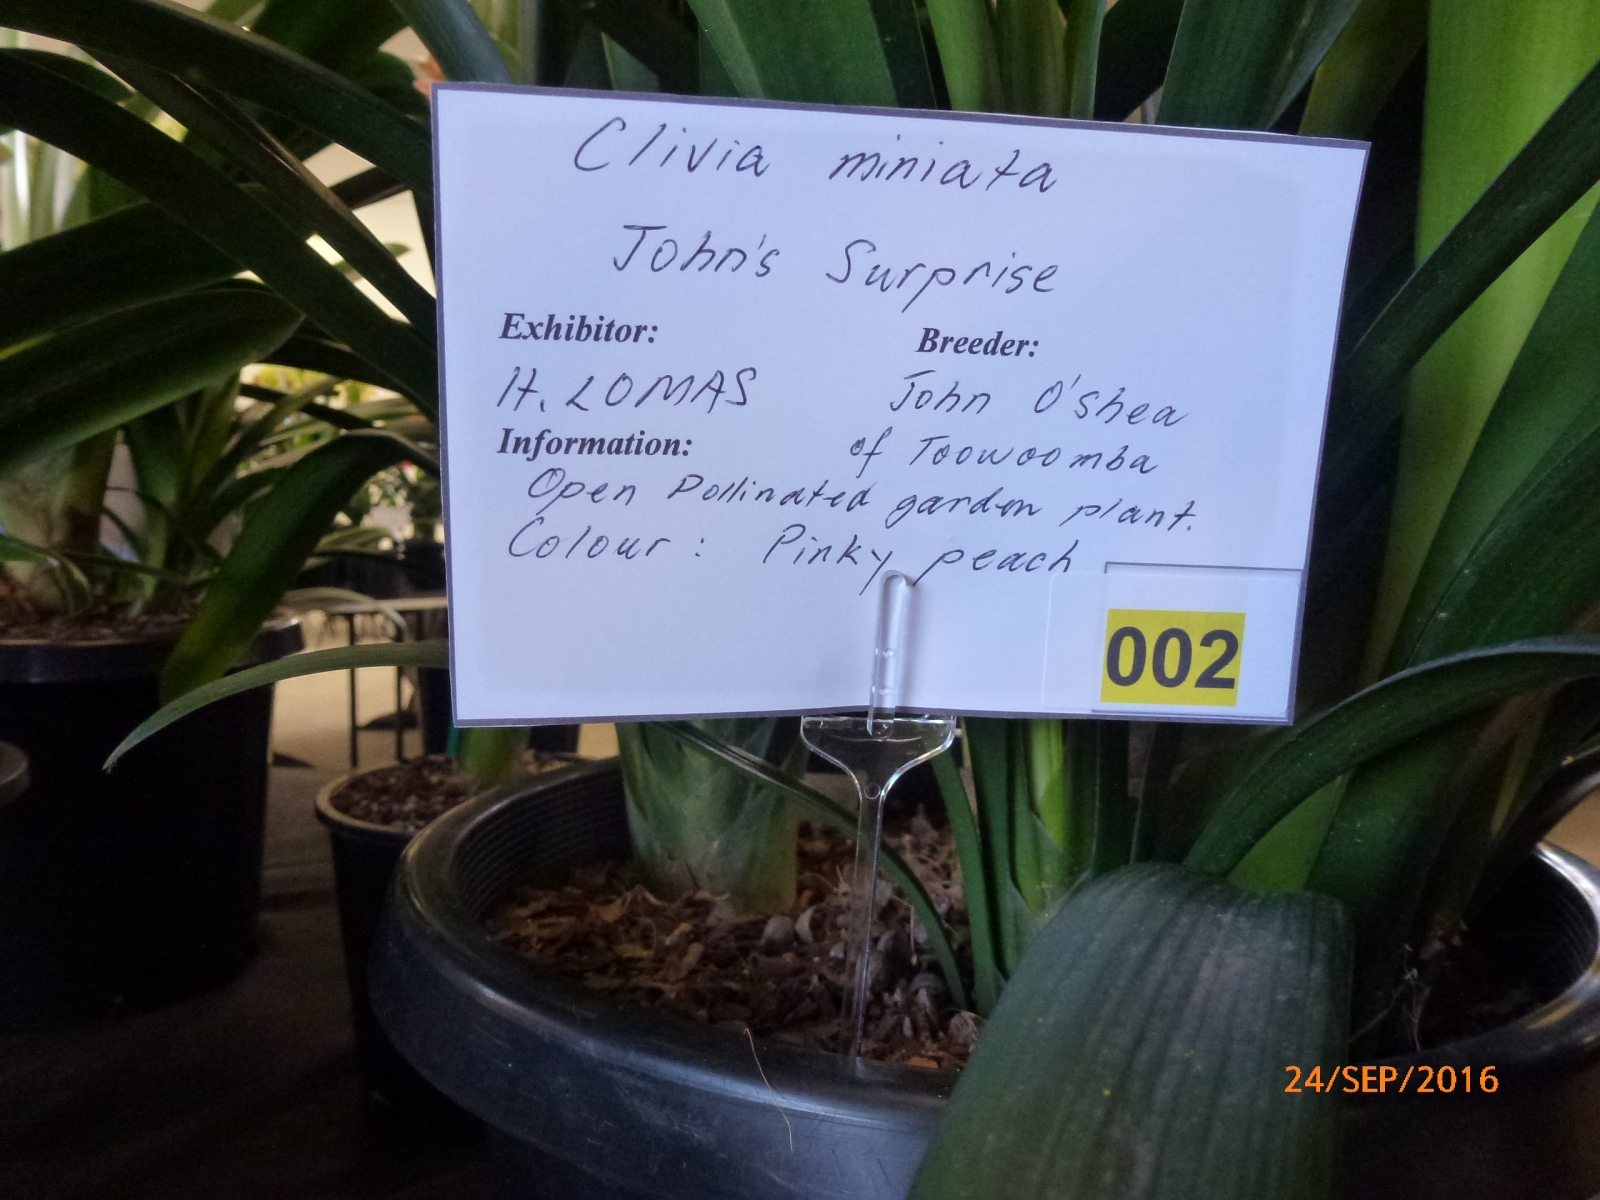 Clivia miniata
John's Surprise
Exhibitor: Breeder:
H. LOMAS John O'shea
Information: of Toowoomba
Open Pollinated garden plant.
Colour : Pinky peach
002
24/SEP/2016